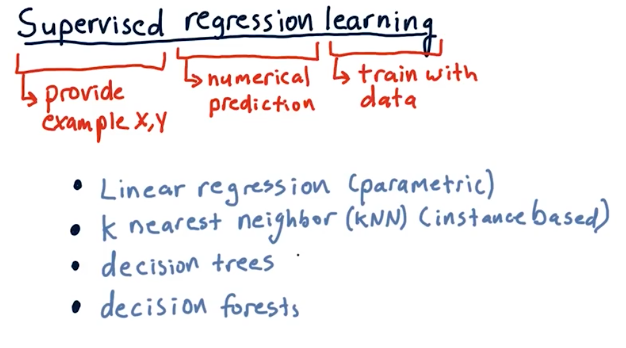 Supervised regression learning
provide
example X,Y
numerical
prediction
train with
data
• Linear regression (parametric)
• k nearest neighbor (kNN) (instance based)
• decision trees
• decision forests